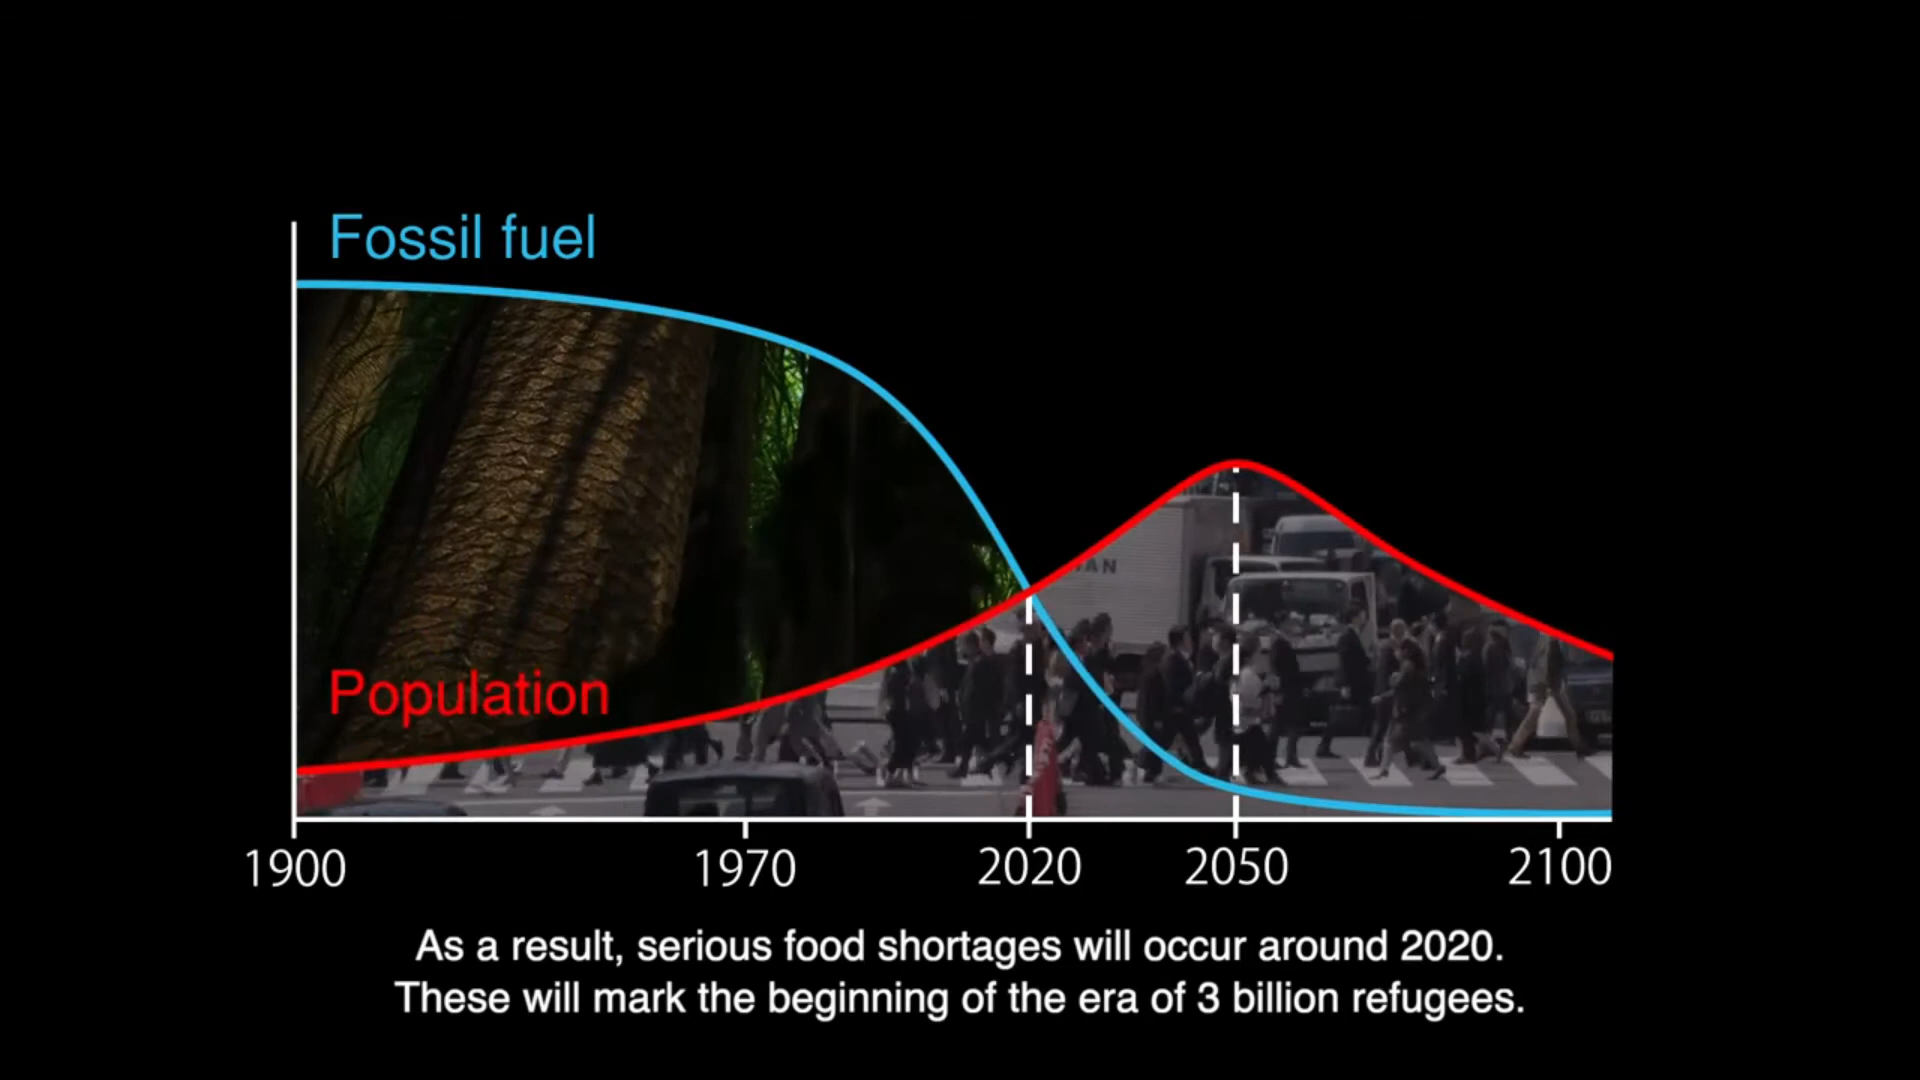 Fossil fuel
Population
1900
1970
2020
2050
2100
As a result, serious food shortages will occur around 2020.
These will mark the beginning of the era of 3 billion refugees.